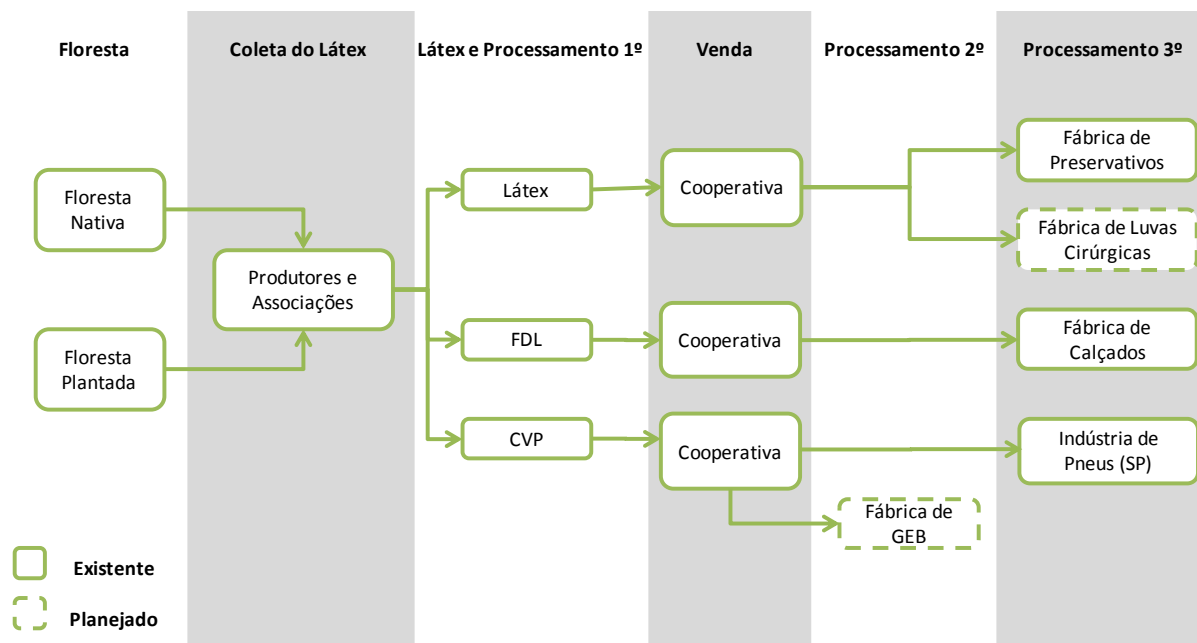 Floresta
Coleta do Látex
Látex e Processamento 1º
Venda
Processamento 2º
Processamento 3º
Floresta
Nativa
Floresta
Plantada
Produtores e
Associações
Látex
FDL
CVP
Cooperativa
Cooperativa
Cooperativa
Fábrica de
GEB
Fábrica de
Preservativos
Fábrica de Luvas
Cirúrgicas
Fábrica de
Calçados
Indústria de
Pneus (SP)
Existente
Planejado